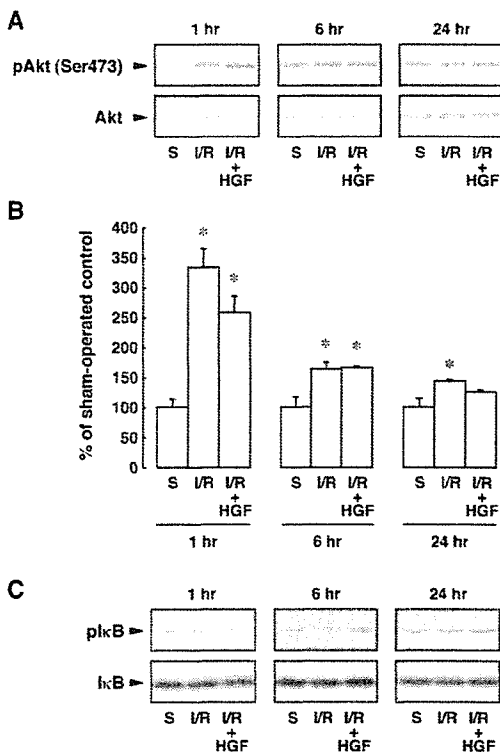 A
1 hr 6 hr 24 hr
pAkt (Ser473)
Akt
S I/R I/R + HGF S I/R I/R + HGF S I/R I/R + HGF
B
% of sham-operated control
400
350
300
250
200
150
100
50
0
* * * * *
S I/R I/R + HGF S I/R I/R + HGF S I/R I/R + HGF
1 hr 6 hr 24 hr
C
1 hr 6 hr 24 hr
pIκB
IκB
S I/R I/R + HGF S I/R I/R + HGF S I/R I/R + HGF